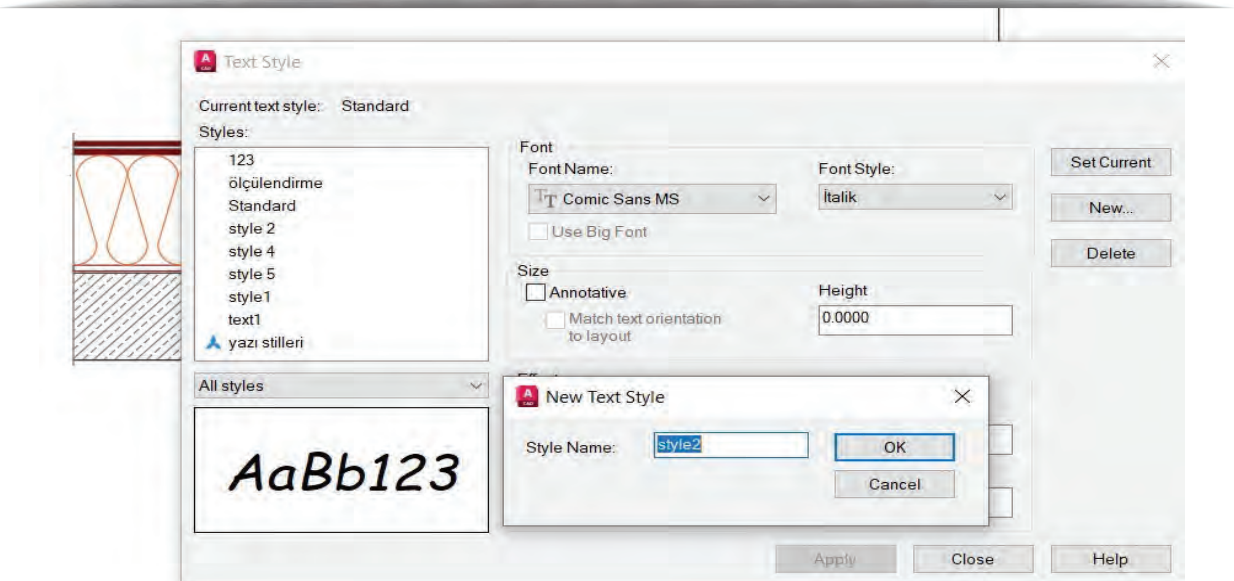 Text Style
Current text style: Standard
Styles:
123
ölçülendirme
Standard
style 2
style 4
style 5
style1
text1
yazı stilleri
All styles
AaBb123
Font
Font Name:
Font Style:
Comic Sans MS
İtalik
Use Big Font
Size
Annotative
Height
Match text orientation
to layout
0.0000
Set Current
New...
Delete
New Text Style
Style Name:
style2
OK
Cancel
Apply
Close
Help